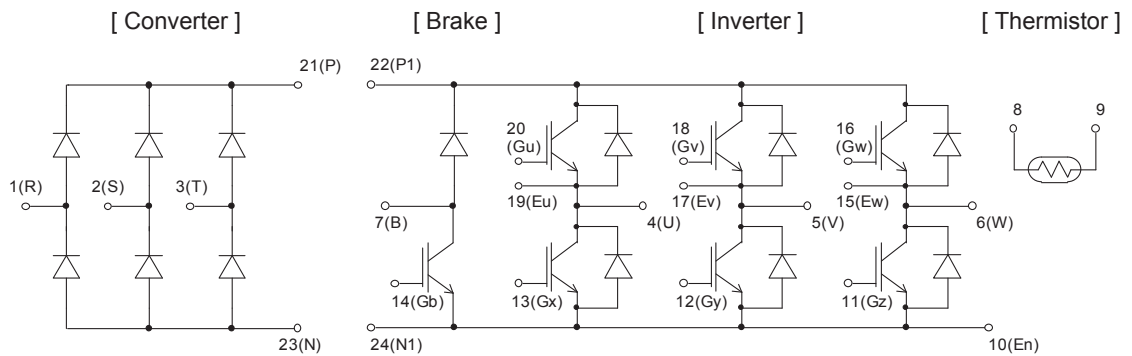 [ Converter ]
[ Brake ]
[ Inverter ]
[ Thermistor ]
21(P)
22(P1)
20
(Gu)
18
(Gv)
16
(Gw)
8
9
1(R)
2(S)
3(T)
7(B)
19(Eu)
4(U)
17(Ev)
5(V)
15(Ew)
6(W)
14(Gb)
13(Gx)
12(Gy)
11(Gz)
23(N)
24(N1)
10(En)